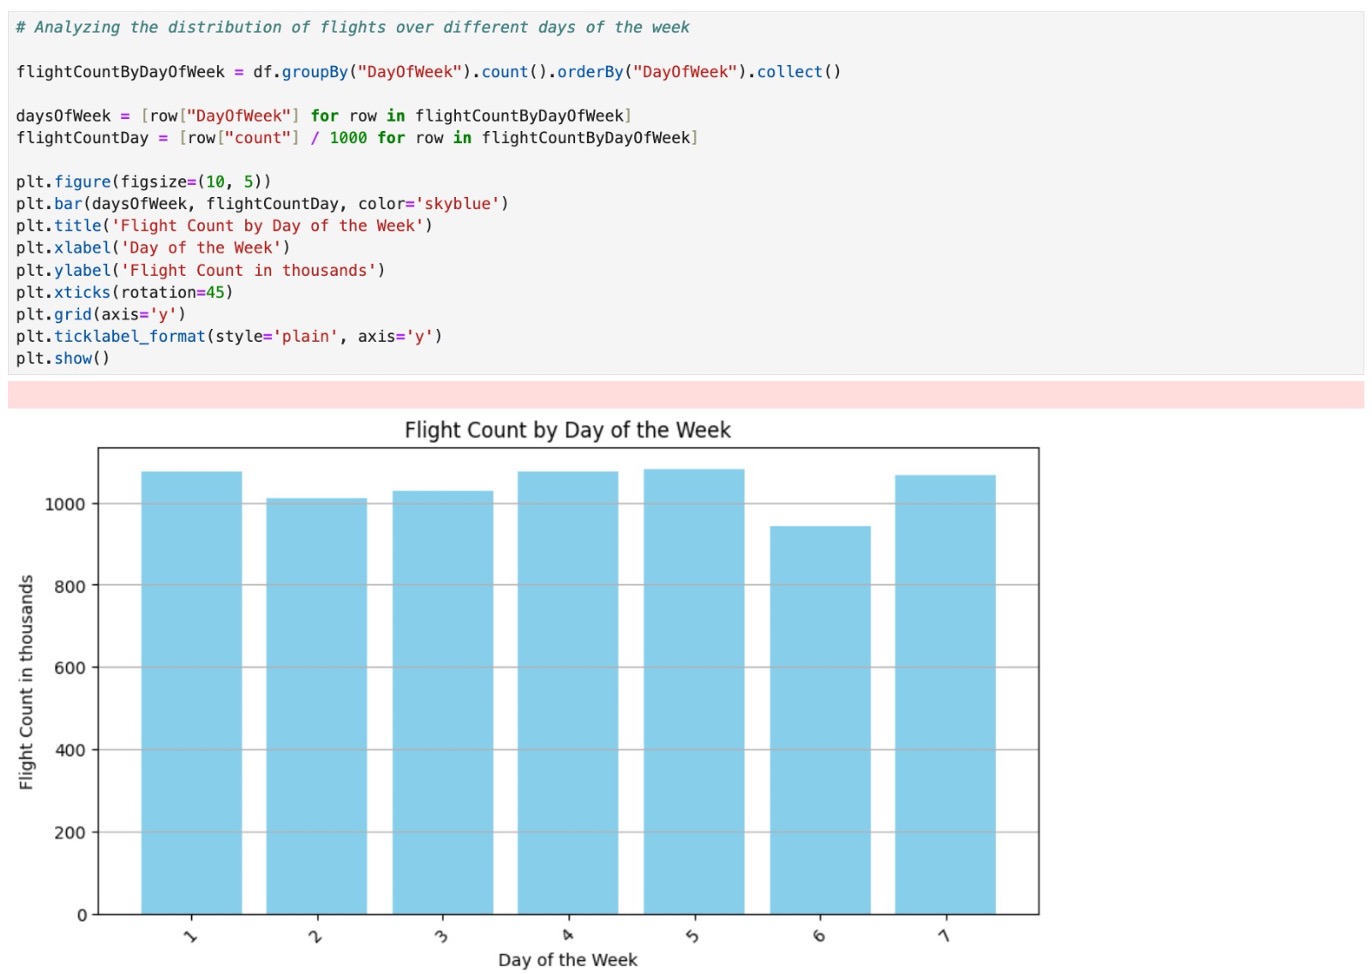 # Analyzing the distribution of flights over different days of the week
flightCountByDayOfWeek = df.groupBy("DayOfWeek").count().orderBy("DayOfWeek").collect()
daysOfWeek = [row["DayOfWeek"] for row in flightCountByDayOfWeek]
flightCountDay = [row["count"] / 1000 for row in flightCountByDayOfWeek]
plt.figure(figsize=(10, 5))
plt.bar(daysOfWeek, flightCountDay, color='skyblue')
plt.title('Flight Count by Day of the Week')
plt.xlabel('Day of the Week')
plt.ylabel('Flight Count in thousands')
plt.xticks(rotation=45)
plt.grid(axis='y')
plt.ticklabel_format(style='plain', axis='y')
plt.show()
Flight Count by Day of the Week
Flight Count in thousands
1000
800
600
400
200
0
1 2 3 4 5 6 7
Day of the Week